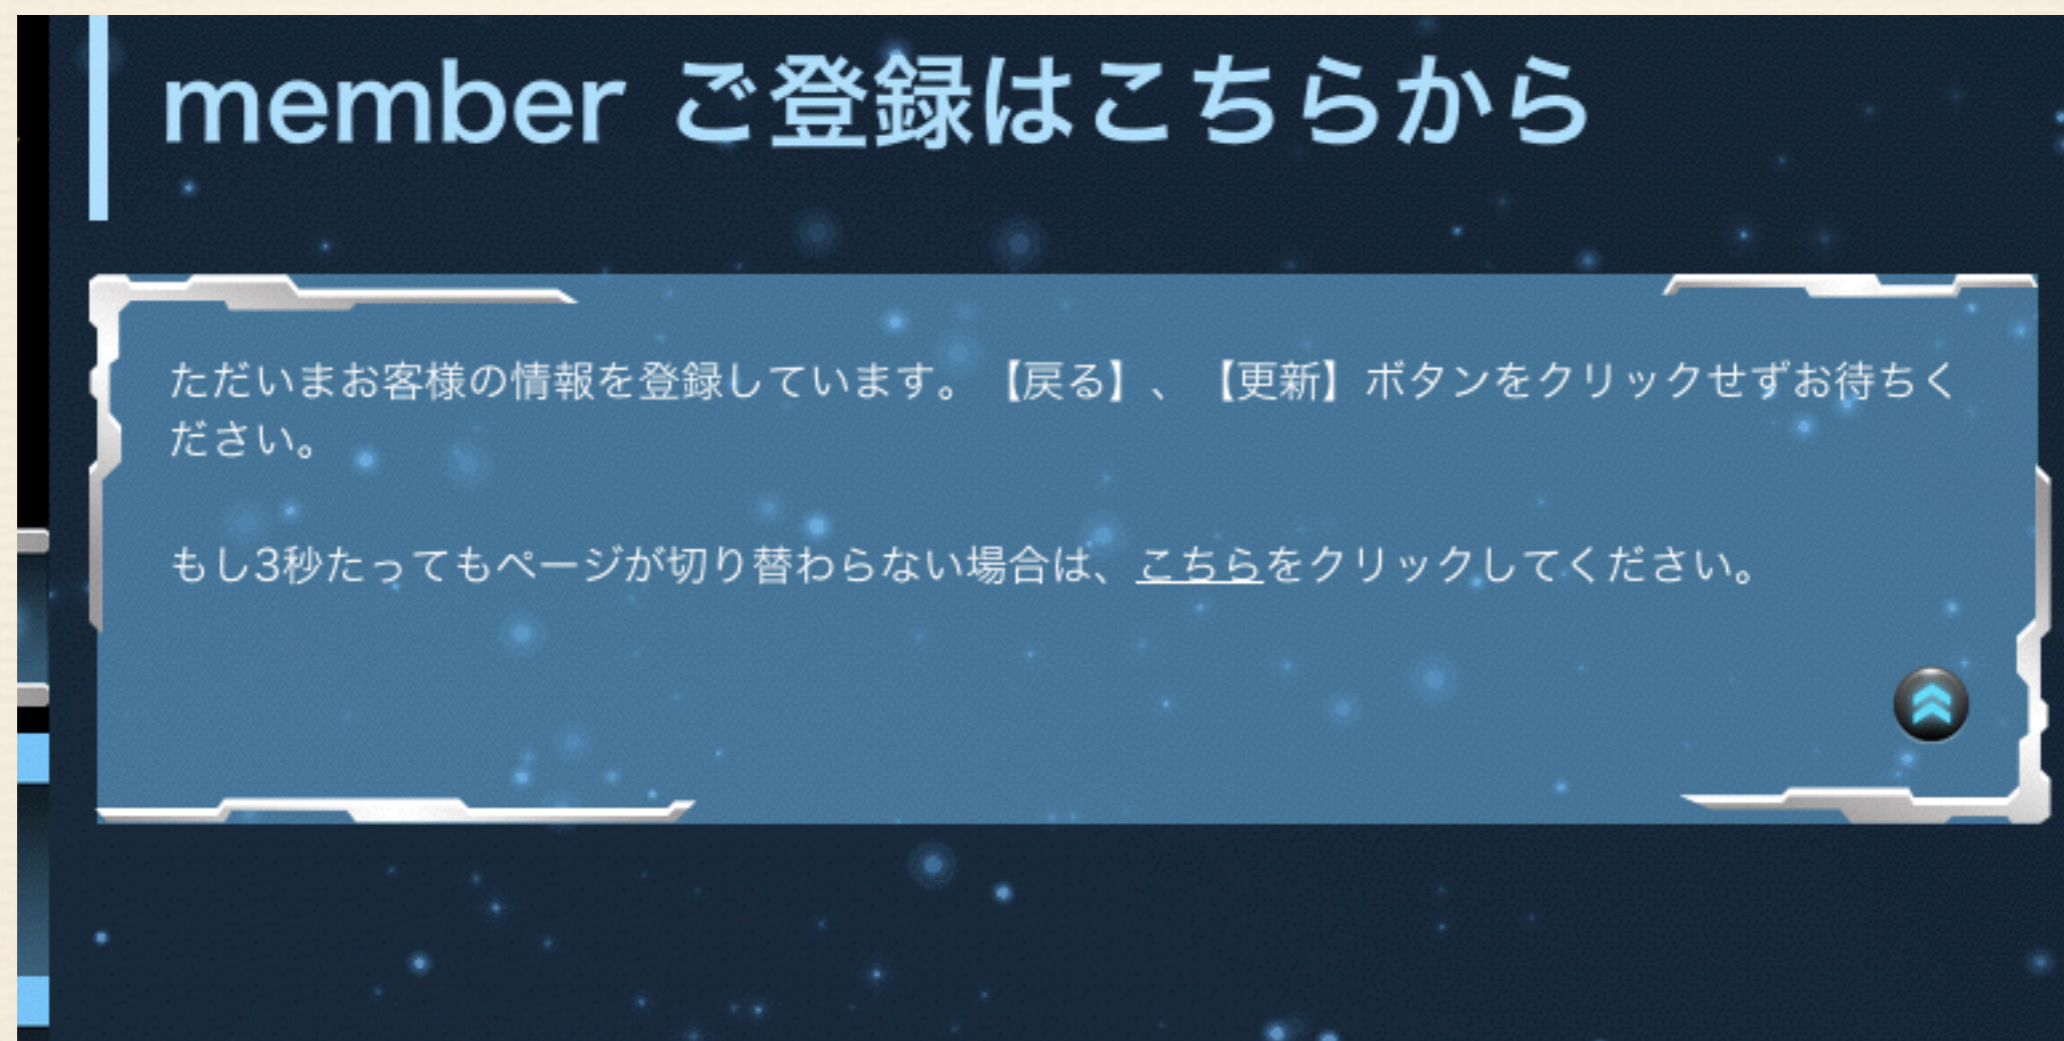 member ご登録はこちらから
ただいまお客様の情報を登録しています。【戻る】、【更新】ボタンをクリックせずお待ちく
ださい。
もし3秒たってもページが切り替わらない場合は、こちらをクリックしてください。